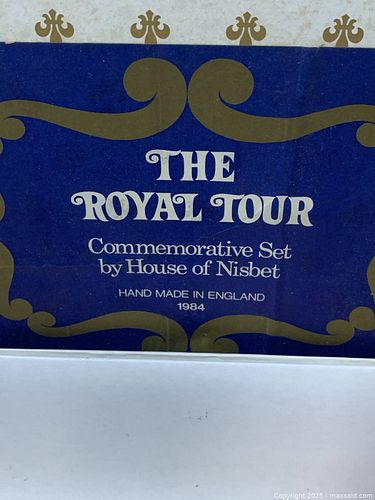 THE
ROYAL TOUR
Commemorative Set
by House of Nisbet
HAND MADE IN ENGLAND
1984
Copyright 2025 - maxsold.com